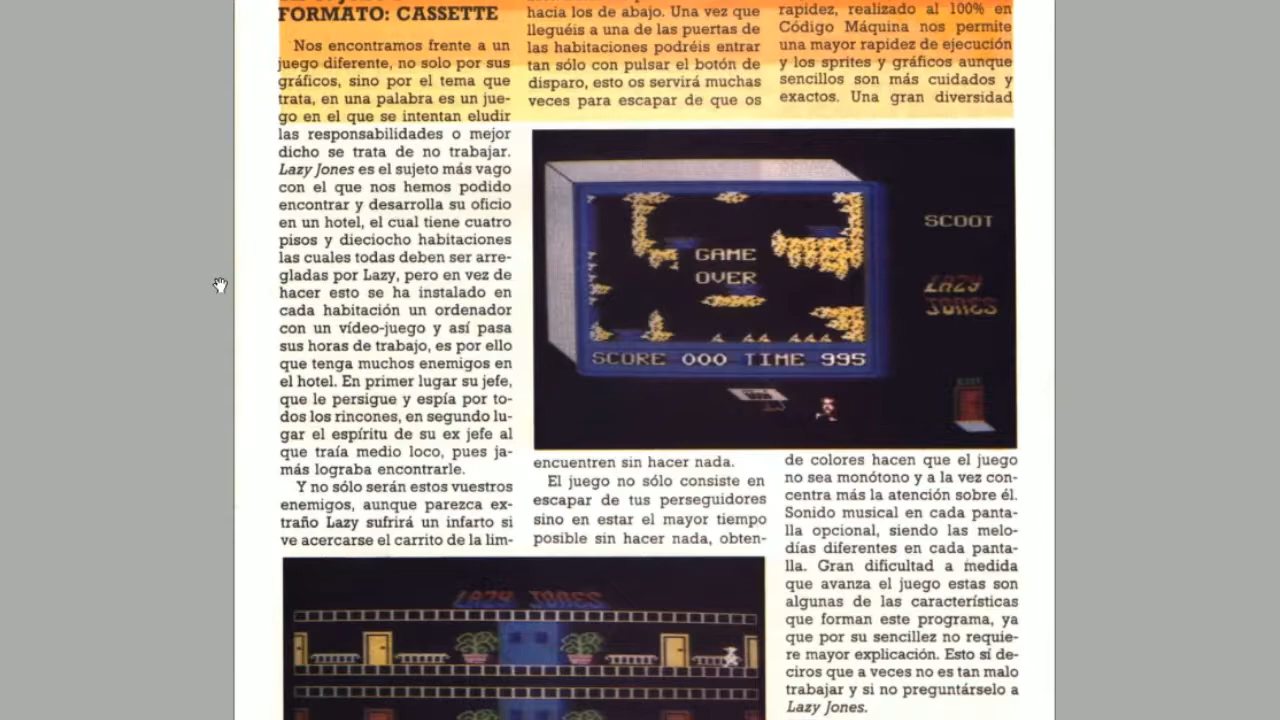 FORMATO: CASSETTE
Nos encontramos frente a un
juego diferente, no solo por sus
gráficos, sino por el tema que
trata, en una palabra es un jue-
go en el que se intentan eludir
las responsabilidades o mejor
dicho se trata de no trabajar.
Lazy Jones es el sujeto más vago
con el que nos hemos podido
encontrar y desarrolla su oficio
en un hotel, el cual tiene cuatro
pisos y dieciocho habitaciones
las cuales todas deben ser arre-
gladas por Lazy, pero en vez de
hacer esto se ha instalado en
cada habitación un ordenador
con un vídeo-juego y así pasa
sus horas de trabajo, es por ello
que tenga muchos enemigos en
el hotel. En primer lugar su jefe,
que le persigue y espía por to-
dos los rincones, en segundo lu-
gar el espíritu de su ex jefe al
que traía medio loco, pues ja-
más lograba encontrarle.
Y no sólo serán estos vuestros
enemigos, aunque parezca ex-
traño Lazy sufrirá un infarto si
ve acercarse el carrito de la lim-
hacia los de abajo. Una vez que
lleguéis a una de las puertas de
las habitaciones podréis entrar
tan sólo con pulsar el botón de
disparo, esto os servirá muchas
veces para escapar de que os
encuentren sin hacer nada.
El juego no sólo consiste en
escapar de tus perseguidores
sino en estar el mayor tiempo
posible sin hacer nada, obten-
rapidez, realizado al 100% en
Código Máquina nos permite
una mayor rapidez de ejecución
y los sprites y gráficos aunque
sencillos son más cuidados y
exactos. Una gran diversidad
de colores hacen que el juego
no sea monótono y a la vez con-
centra más la atención sobre él.
Sonido musical en cada panta-
lla opcional, siendo las melo-
días diferentes en cada panta-
lla. Gran dificultad a medida
que avanza el juego estas son
algunas de las características
que forman este programa, ya
que por su sencillez no requie-
re mayor explicación. Esto sí de-
ciros que a veces no es tan malo
trabajar y si no preguntárselo a
Lazy Jones.
GAME
OVER
SCORE 000 TIME 995
SCOOT
LAZY
JONES
EXIT
LAZY JONES